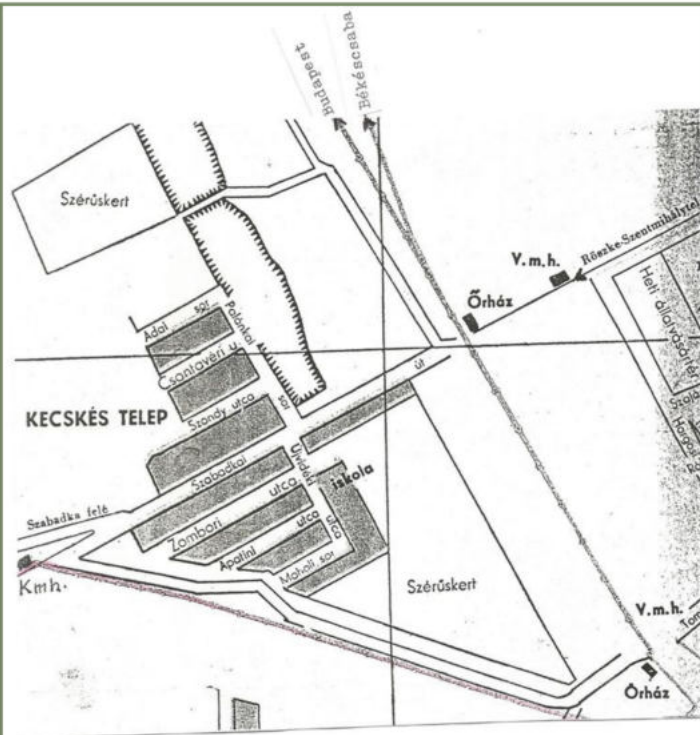 Budapest
Békéscsaba
Szérűskert
V.m.h.
Röszke-Szentmihálytel
Őrház
Heti állatvásártér
Adai sor
Palánkai sor
Csantavéri u.
KECSKÉS TELEP
Szondy utca
út
Szabadkai
Újvidéki utca
iskola
Szabadka felé
Zombori utca
Apatini utca
Moholi sor
Kmh.
Szérűskert
V.m.h.
Őrház